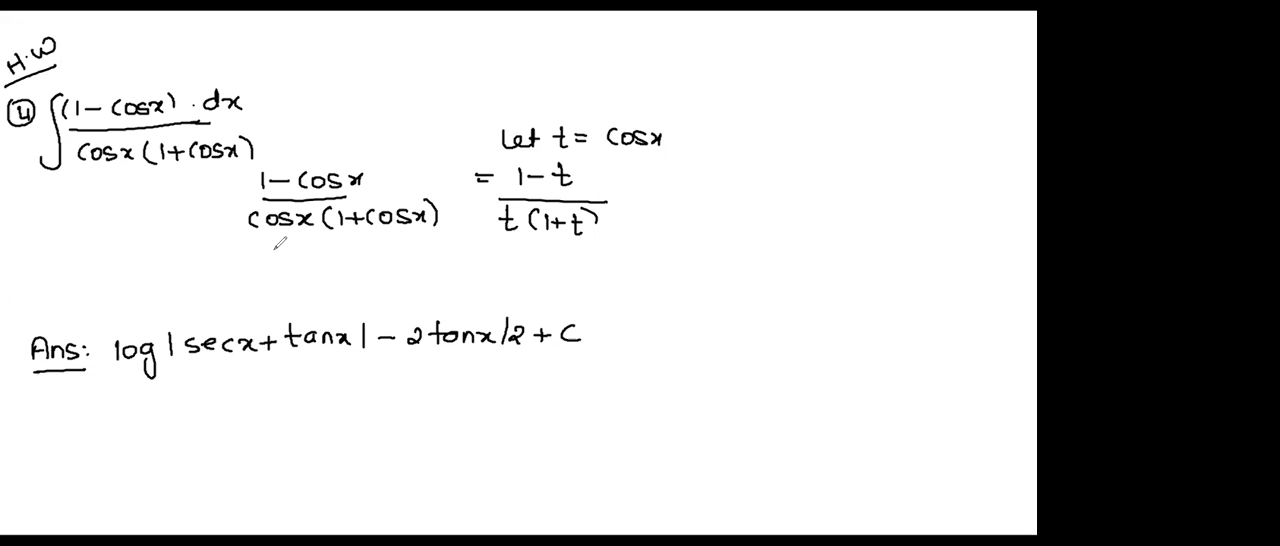 H.W
④ ∫ (1 - cosx) . dx
cosx (1+cosx)
Let t = cosx
1 - cosx = 1 - t
cosx (1+cosx) t (1+t)
Ans: log | secx + tanx | - 2 tanx/2 + C